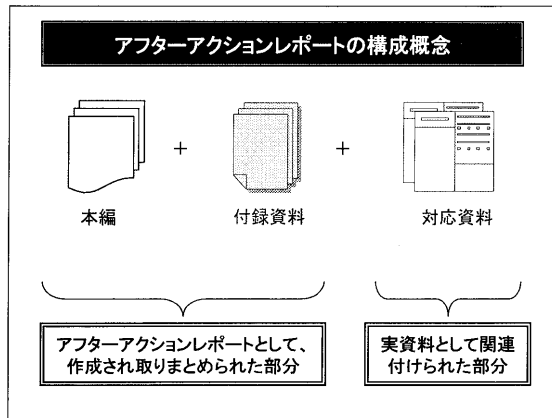 アフターアクションレポートの構成概念
+
+
本編
付録資料
対応資料
アフターアクションレポートとして、
作成され取りまとめられた部分
実資料として関連
付けられた部分